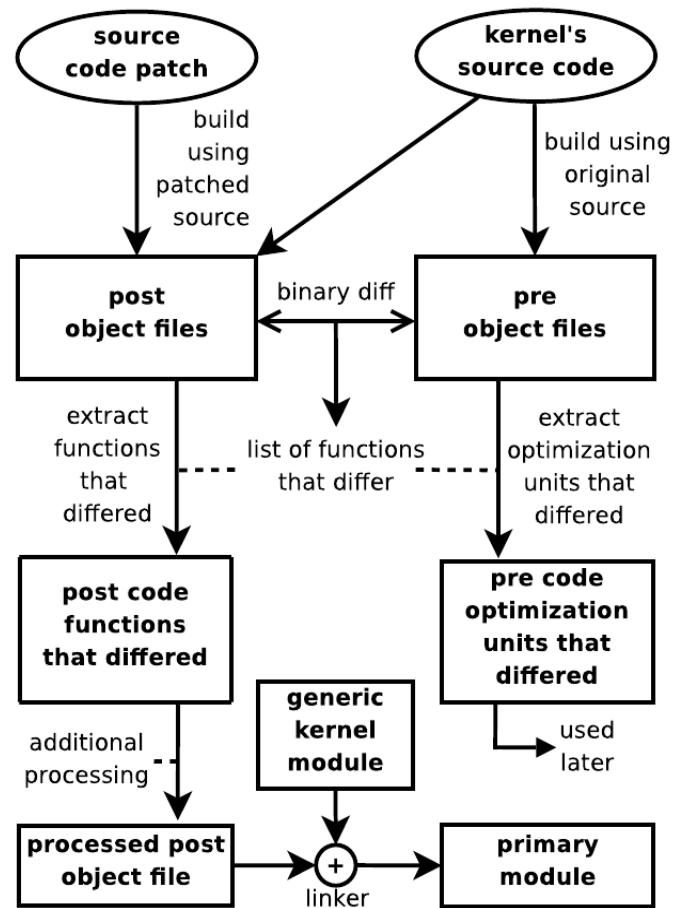 source
code patch
kernel's
source code
build
using
patched
source
build using
original
source
post
object files
binary diff
pre
object files
extract
functions
that
differed
list of functions
that differ
extract
optimization
units that
differed
post code
functions
that differed
pre code
optimization
units that
differed
generic
kernel
module
additional
processing
used
later
processed post
object file
+
linker
primary
module